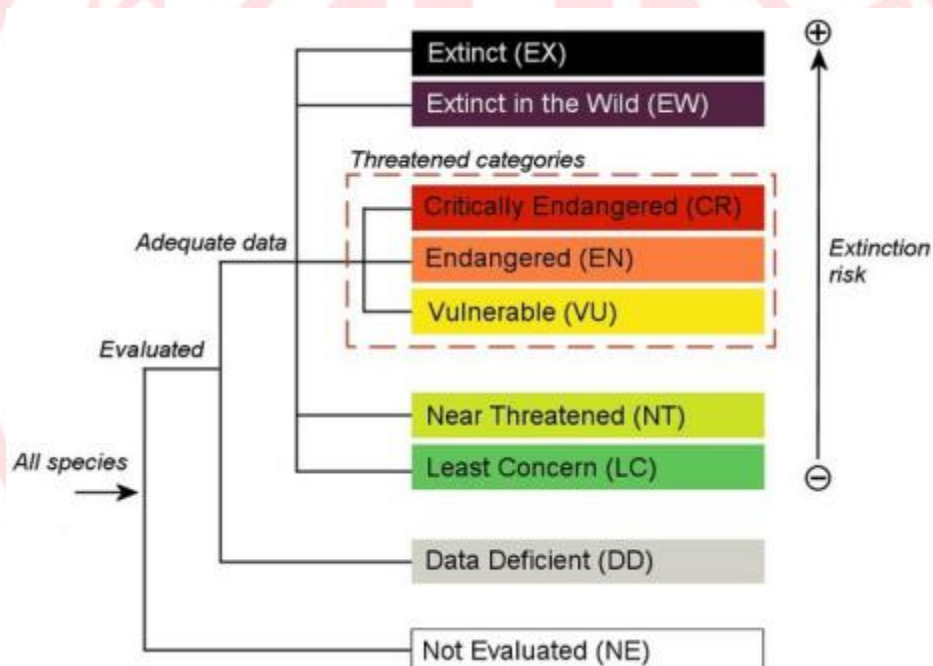 Extinct (EX)
Extinct in the Wild (EW)
Threatened categories
Critically Endangered (CR)
Adequate data
Endangered (EN)
Extinction
risk
Vulnerable (VU)
Evaluated
Near Threatened (NT)
All species
Least Concern (LC)
Data Deficient (DD)
Not Evaluated (NE)